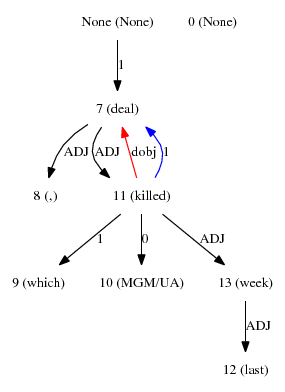 None (None) 0 (None)
1
7 (deal)
ADJ ADJ dobj 1
8 (,) 11 (killed)
1 0 ADJ
9 (which) 10 (MGM/UA) 13 (week)
ADJ
12 (last)